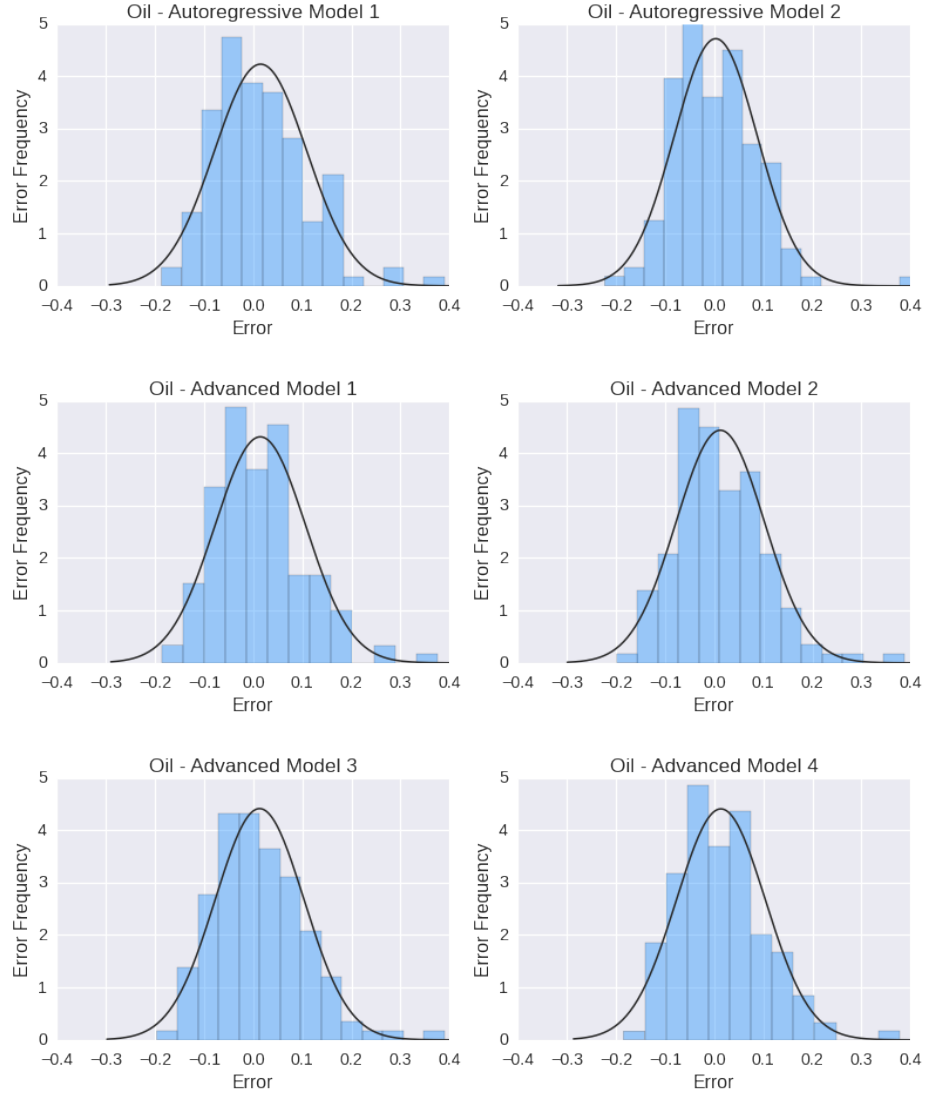 Oil - Autoregressive Model 1
5
4
3
2
1
0
Error Frequency
−0.4 −0.3 −0.2 −0.1 0.0 0.1 0.2 0.3 0.4
Error
Oil - Autoregressive Model 2
5
4
3
2
1
0
Error Frequency
−0.4 −0.3 −0.2 −0.1 0.0 0.1 0.2 0.3 0.4
Error
Oil - Advanced Model 1
5
4
3
2
1
0
Error Frequency
−0.4 −0.3 −0.2 −0.1 0.0 0.1 0.2 0.3 0.4
Error
Oil - Advanced Model 2
5
4
3
2
1
0
Error Frequency
−0.4 −0.3 −0.2 −0.1 0.0 0.1 0.2 0.3 0.4
Error
Oil - Advanced Model 3
5
4
3
2
1
0
Error Frequency
−0.4 −0.3 −0.2 −0.1 0.0 0.1 0.2 0.3 0.4
Error
Oil - Advanced Model 4
5
4
3
2
1
0
Error Frequency
−0.4 −0.3 −0.2 −0.1 0.0 0.1 0.2 0.3 0.4
Error